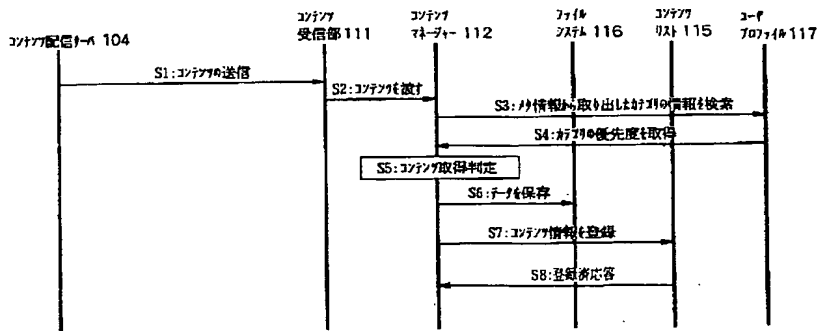 コンテンツ配信サーバ 104
コンテンツ
受信部 111
コンテンツ
マネージャー 112
ファイル
システム 116
コンテンツ
リスト 115
ユーザ
プロファイル 117
S1:コンテンツの送信
S2:コンテンツを渡す
S3:メタ情報から取り出したカテゴリの情報を検索
S4:カテゴリの優先度を取得
S5:コンテンツ取得判定
S6:データを保存
S7:コンテンツ情報を登録
S8:登録済応答